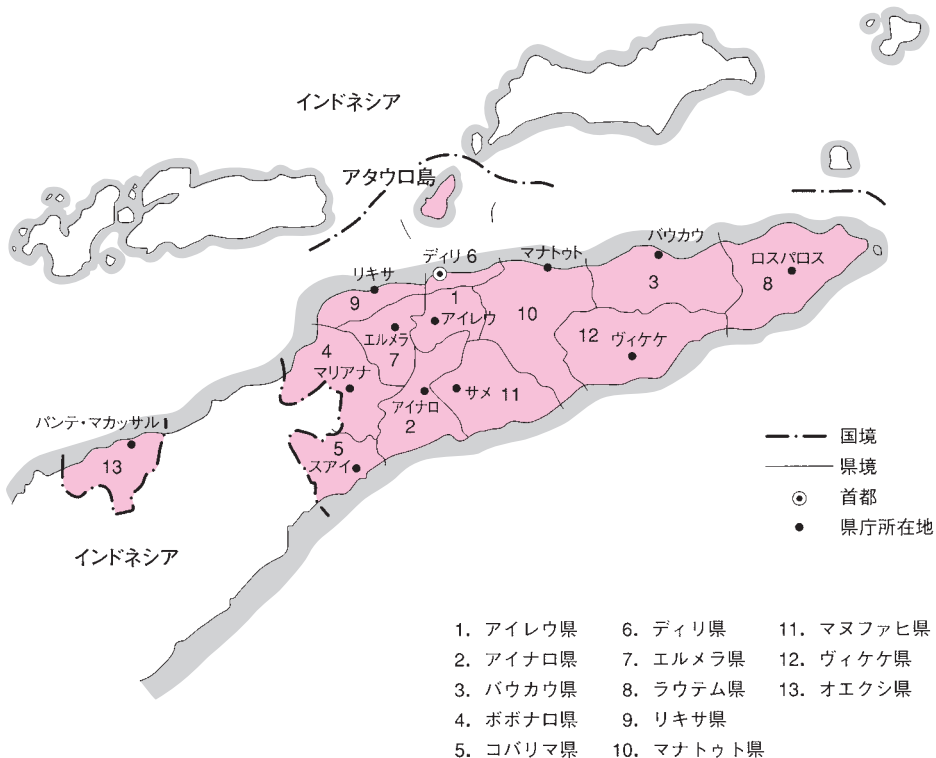 インドネシア
アタウロ島
バウカウ
マナトゥト
ディリ 6
ロスパロス
リキサ
3
8
9
1
10
アイレウ
エルメラ
12 ヴィケケ
4
7
マリアナ
サメ 11
アイナロ
パンテ・マカッサル
2
5
スアイ
13
インドネシア
国境
県境
首都
県庁所在地
1. アイレウ県 6. ディリ県 11. マヌファヒ県
2. アイナロ県 7. エルメラ県 12. ヴィケケ県
3. バウカウ県 8. ラウテム県 13. オエクシ県
4. ボボナロ県 9. リキサ県
5. コバリマ県 10. マナトゥト県